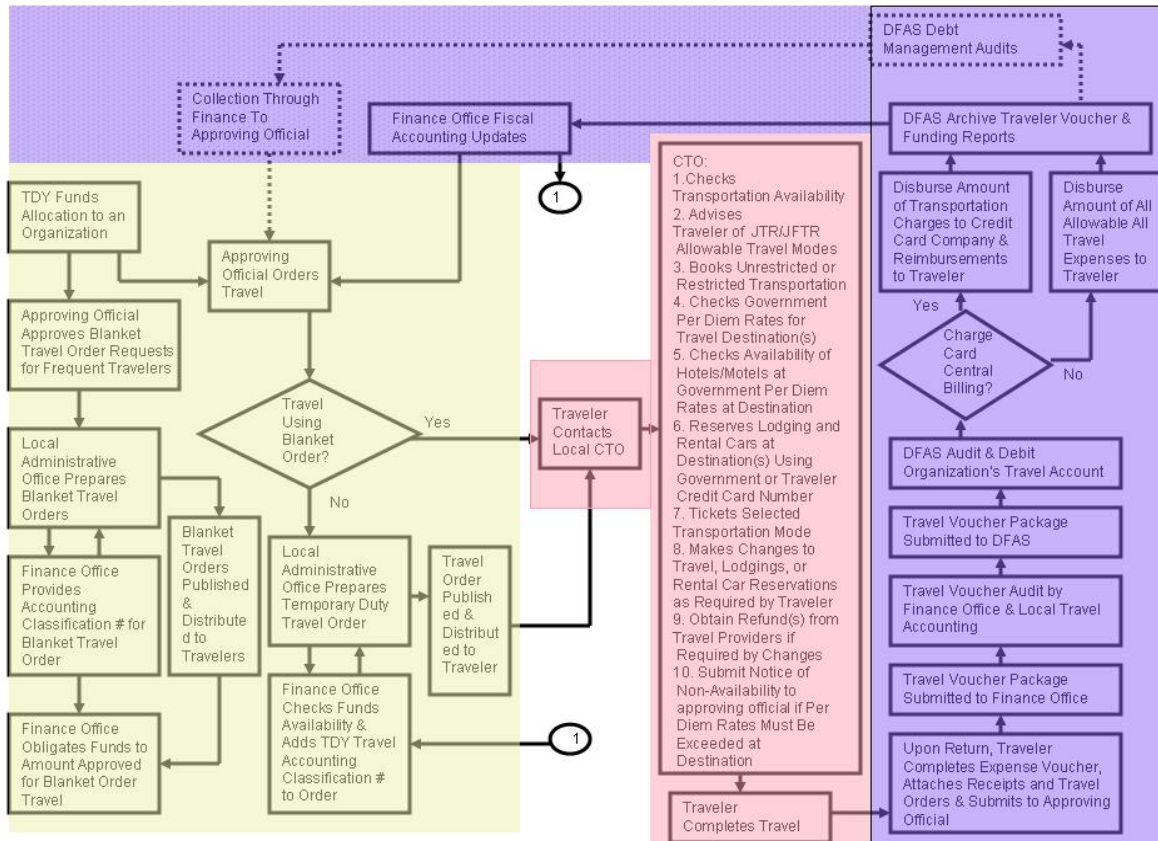 DFAS Debt
Management Audits
Collection Through
Finance To
Approving Official
Finance Office Fiscal
Accounting Updates
DFAS Archive Traveler Voucher &
Funding Reports
1
TDY Funds
Allocation to an
Organization
Approving
Official Orders
Travel
Approving Official
Approves Blanket
Travel Order Requests
for Frequent Travelers
Travel
Using
Blanket
Order?
Yes
No
Local
Administrative
Office Prepares
Blanket Travel
Orders
Blanket
Travel
Orders
Published
&
Distribute
d to
Travelers
Finance Office
Provides
Accounting
Classification # for
Blanket Travel
Order
Finance Office
Obligates Funds to
Amount Approved
for Blanket Order
Travel
Local
Administrative
Office Prepares
Temporary Duty
Travel Order
Travel
Order
Publishe
d &
Distribut
ed to
Traveler
Finance Office
Checks Funds
Availability &
Adds TDY Travel
Accounting
Classification #
to Order
1
Traveler
Contacts
Local CTO
CTO:
1.Checks
Transportation Availability
2. Advises
Traveler of JTR/JFTR
Allowable Travel Modes
3. Books Unrestricted or
Restricted Transportation
4. Checks Government
Per Diem Rates for
Travel Destination(s)
5. Checks Availability of
Hotels/Motels at
Government Per Diem
Rates at Destination
6. Reserves Lodging and
Rental Cars at
Destination(s) Using
Government or Traveler
Credit Card Number
7. Tickets Selected
Transportation Mode
8. Makes Changes to
Travel, Lodgings, or
Rental Car Reservations
as Required by Traveler
9. Obtain Refund(s) from
Travel Providers if
Required by Changes
10. Submit Notice of
Non-Availability to
approving official if Per
Diem Rates Must Be
Exceeded at
Destination
Traveler
Completes Travel
Disburse Amount
of Transportation
Charges to Credit
Card Company &
Reimbursements
to Traveler
Disburse
Amount of All
Allowable All
Travel
Expenses to
Traveler
Yes
Charge
Card
Central
Billing?
No
DFAS Audit & Debit
Organization's Travel Account
Travel Voucher Package
Submitted to DFAS
Travel Voucher Audit by
Finance Office & Local Travel
Accounting
Travel Voucher Package
Submitted to Finance Office
Upon Return, Traveler
Completes Expense Voucher,
Attaches Receipts and Travel
Orders & Submits to Approving
Official